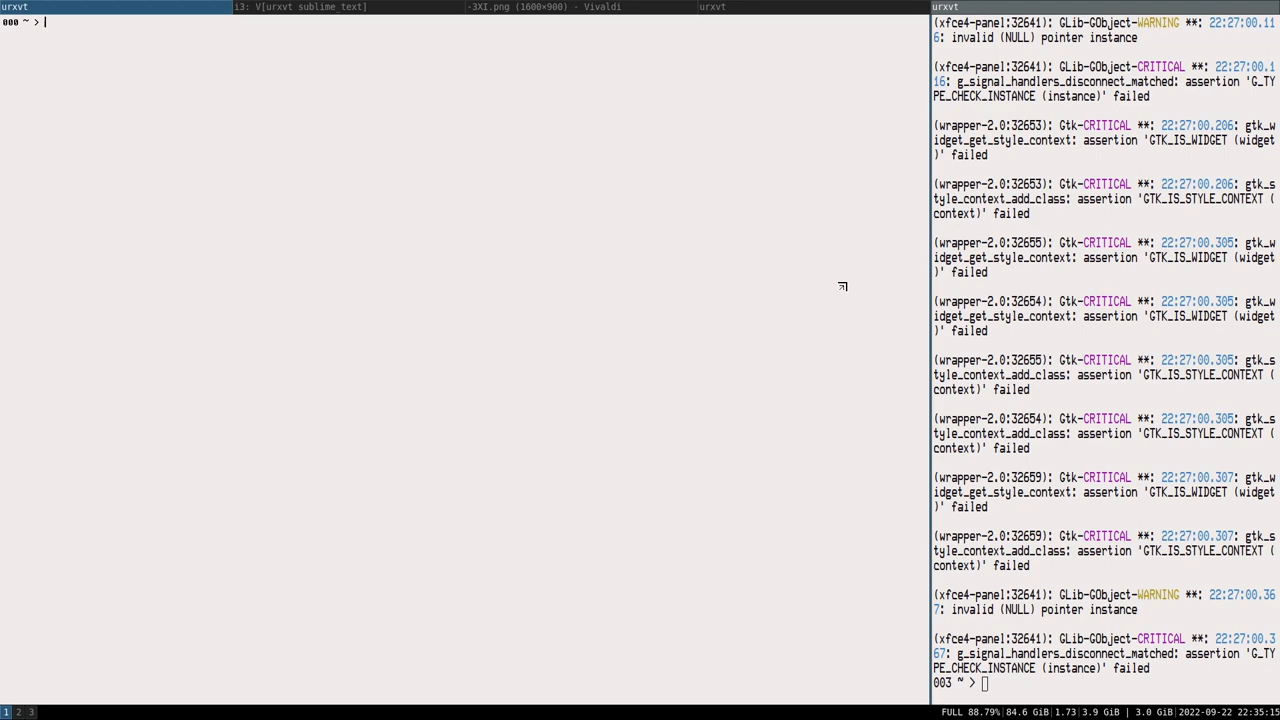 urxvt
i3: V[urxvt sublime_text]
-3XI.png (1600×900) - Vivaldi
urxvt
urxvt
000 ~ >
(xfce4-panel:32641): GLib-GObject-WARNING **: 22:27:00.11
6: invalid (NULL) pointer instance
(xfce4-panel:32641): GLib-GObject-CRITICAL **: 22:27:00.1
16: g_signal_handlers_disconnect_matched: assertion 'G_TY
PE_CHECK_INSTANCE (instance)' failed
(wrapper-2.0:32653): Gtk-CRITICAL **: 22:27:00.206: gtk_w
idget_get_style_context: assertion 'GTK_IS_WIDGET (widget
)' failed
(wrapper-2.0:32653): Gtk-CRITICAL **: 22:27:00.206: gtk_s
tyle_context_add_class: assertion 'GTK_IS_STYLE_CONTEXT (
context)' failed
(wrapper-2.0:32655): Gtk-CRITICAL **: 22:27:00.305: gtk_w
idget_get_style_context: assertion 'GTK_IS_WIDGET (widget
)' failed
(wrapper-2.0:32654): Gtk-CRITICAL **: 22:27:00.305: gtk_w
idget_get_style_context: assertion 'GTK_IS_WIDGET (widget
)' failed
(wrapper-2.0:32655): Gtk-CRITICAL **: 22:27:00.305: gtk_s
tyle_context_add_class: assertion 'GTK_IS_STYLE_CONTEXT (
context)' failed
(wrapper-2.0:32654): Gtk-CRITICAL **: 22:27:00.305: gtk_s
tyle_context_add_class: assertion 'GTK_IS_STYLE_CONTEXT (
context)' failed
(wrapper-2.0:32659): Gtk-CRITICAL **: 22:27:00.307: gtk_w
idget_get_style_context: assertion 'GTK_IS_WIDGET (widget
)' failed
(wrapper-2.0:32659): Gtk-CRITICAL **: 22:27:00.307: gtk_s
tyle_context_add_class: assertion 'GTK_IS_STYLE_CONTEXT (
context)' failed
(xfce4-panel:32641): GLib-GObject-WARNING **: 22:27:00.36
7: invalid (NULL) pointer instance
(xfce4-panel:32641): GLib-GObject-CRITICAL **: 22:27:00.3
67: g_signal_handlers_disconnect_matched: assertion 'G_TY
PE_CHECK_INSTANCE (instance)' failed
003 ~ >
1 2 3
FULL 88.79%|84.6 GiB|1.73|3.9 GiB | 3.0 GiB|2022-09-22 22:35:15